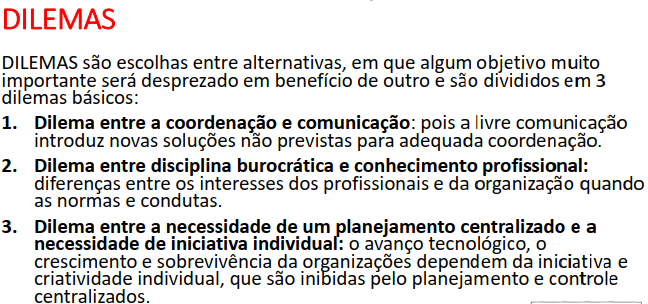 DILEMAS
DILEMAS são escolhas entre alternativas, em que algum objetivo muito
importante será desprezado em benefício de outro e são divididos em 3
dilemas básicos:
1. Dilema entre a coordenação e comunicação: pois a livre comunicação
introduz novas soluções não previstas para adequada coordenação.
2. Dilema entre disciplina burocrática e conhecimento profissional:
diferenças entre os interesses dos profissionais e da organização quando
as normas e condutas.
3. Dilema entre a necessidade de um planejamento centralizado e a
necessidade de iniciativa individual: o avanço tecnológico, o
crescimento e sobrevivência da organizações dependem da iniciativa e
criatividade individual, que são inibidas pelo planejamento e controle
centralizados.